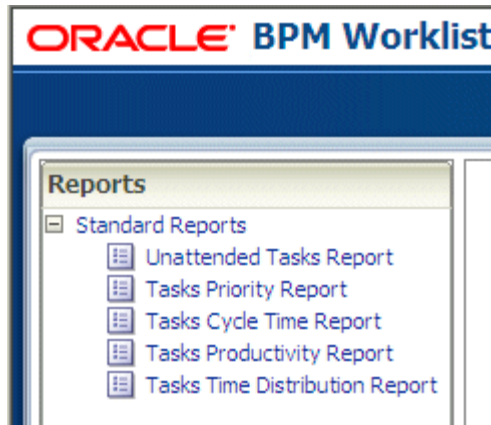 ORACLE BPM Worklist
Reports
Standard Reports
Unattended Tasks Report
Tasks Priority Report
Tasks Cycle Time Report
Tasks Productivity Report
Tasks Time Distribution Report